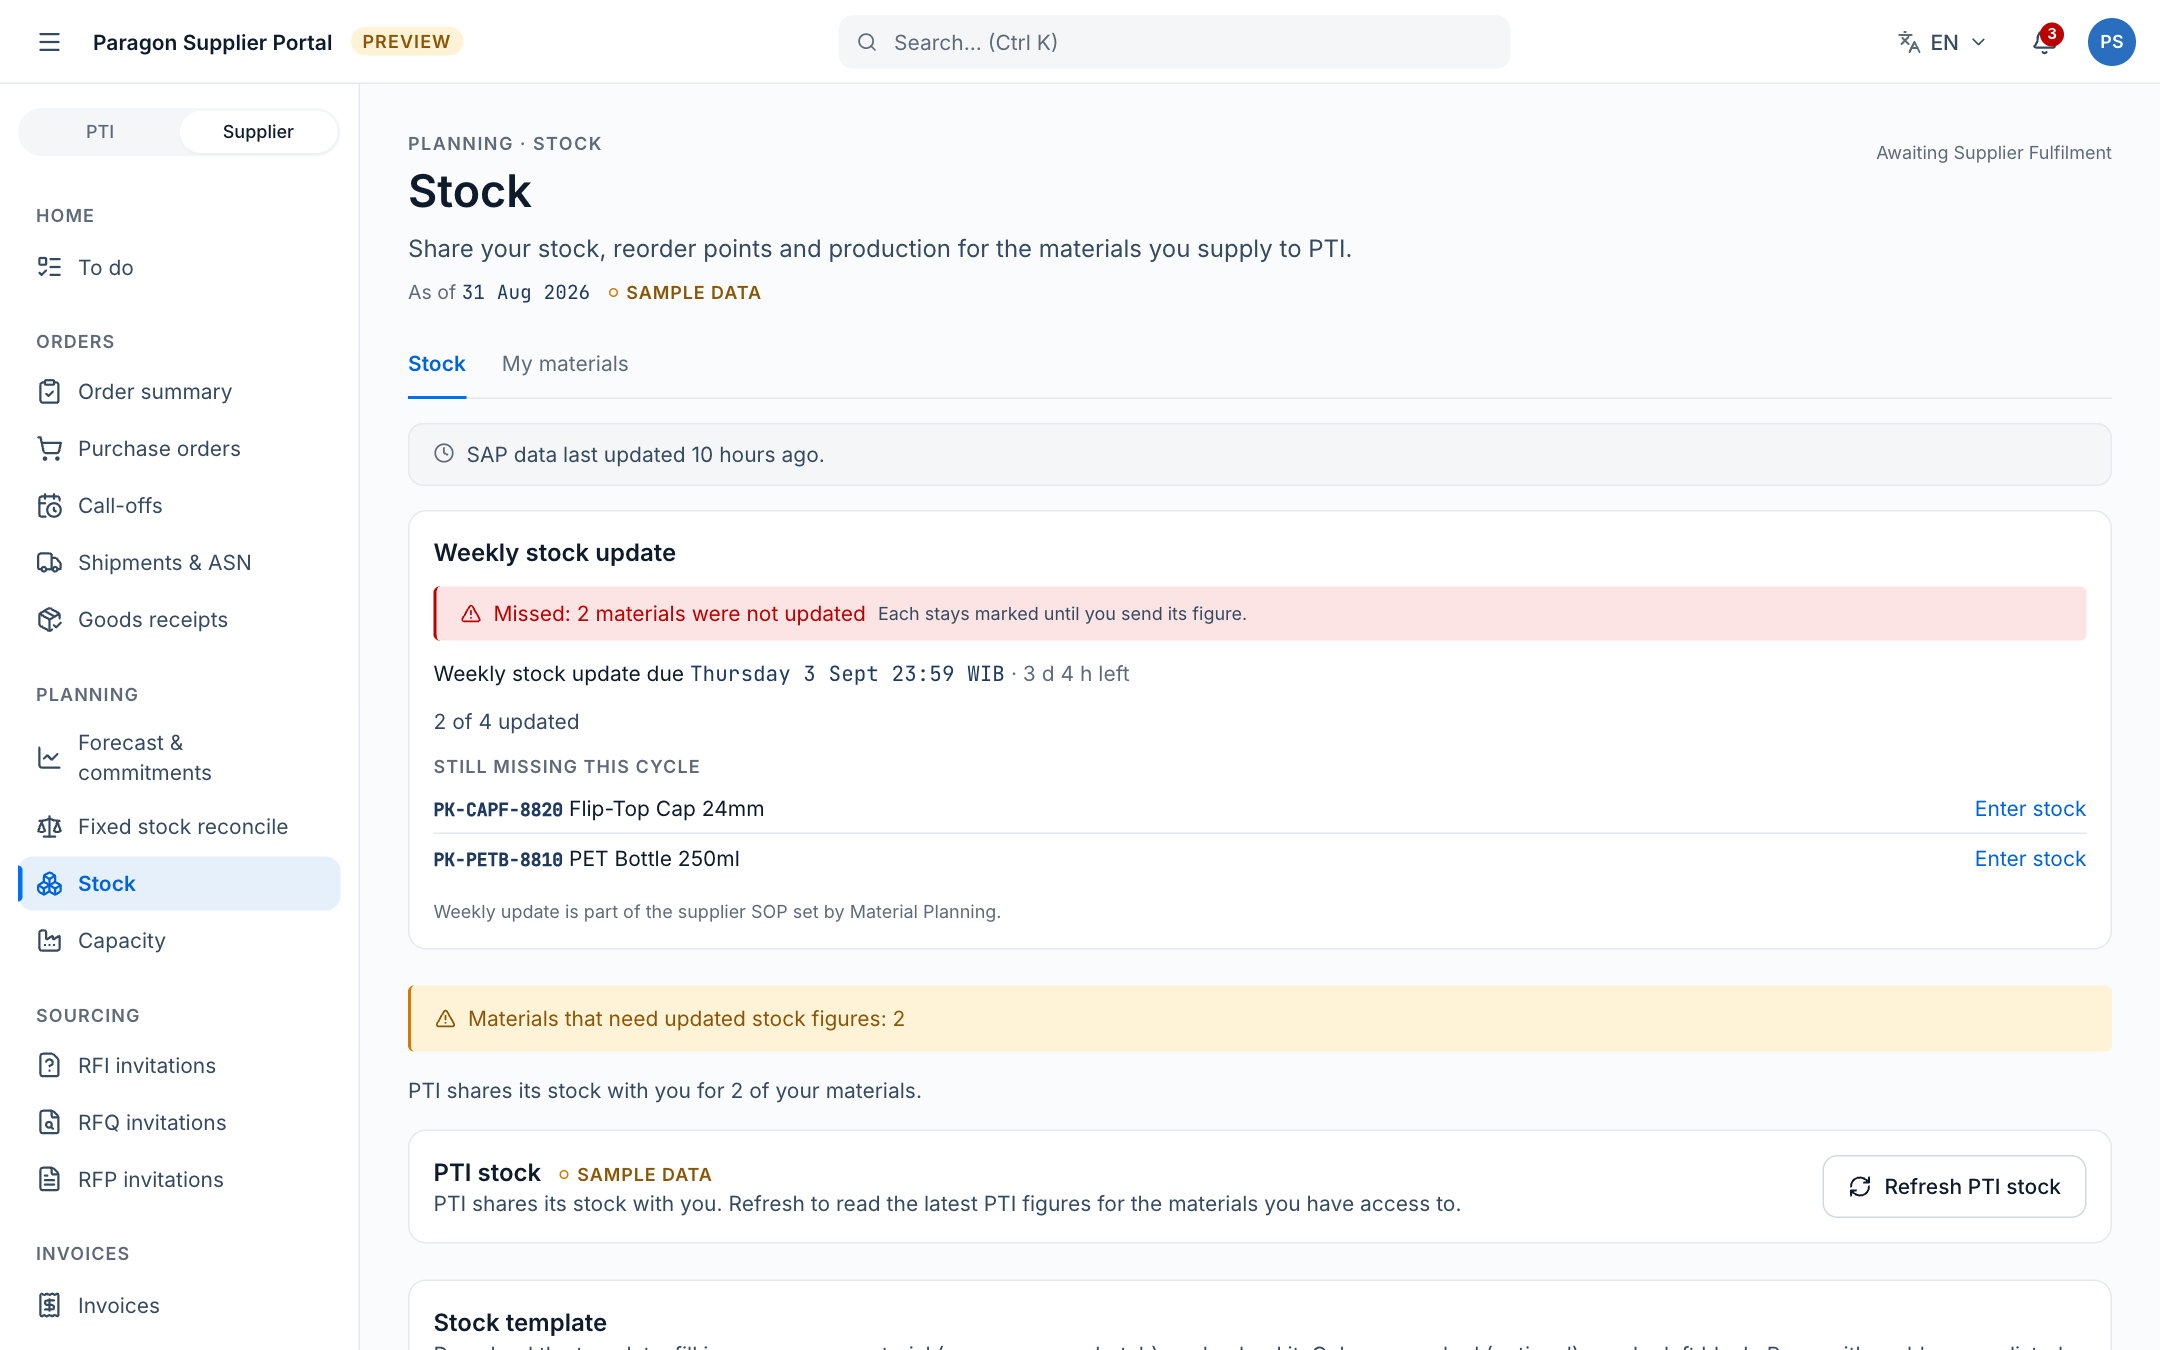 Paragon Supplier Portal
PREVIEW
Search... (Ctrl K)
EN
3
PS
PTI
Supplier
HOME
To do
ORDERS
Order summary
Purchase orders
Call-offs
Shipments & ASN
Goods receipts
PLANNING
Forecast &
commitments
Fixed stock reconcile
Stock
Capacity
SOURCING
RFI invitations
RFQ invitations
RFP invitations
INVOICES
Invoices
PLANNING · STOCK
Awaiting Supplier Fulfilment
Stock
Share your stock, reorder points and production for the materials you supply to PTI.
As of 31 Aug 2026 SAMPLE DATA
Stock
My materials
SAP data last updated 10 hours ago.
Weekly stock update
Missed: 2 materials were not updated Each stays marked until you send its figure.
Weekly stock update due Thursday 3 Sept 23:59 WIB · 3 d 4 h left
2 of 4 updated
STILL MISSING THIS CYCLE
PK-CAPF-8820 Flip-Top Cap 24mm Enter stock
PK-PETB-8810 PET Bottle 250ml Enter stock
Weekly update is part of the supplier SOP set by Material Planning.
Materials that need updated stock figures: 2
PTI shares its stock with you for 2 of your materials.
PTI stock SAMPLE DATA
PTI shares its stock with you. Refresh to read the latest PTI figures for the materials you have access to.
Refresh PTI stock
Stock template